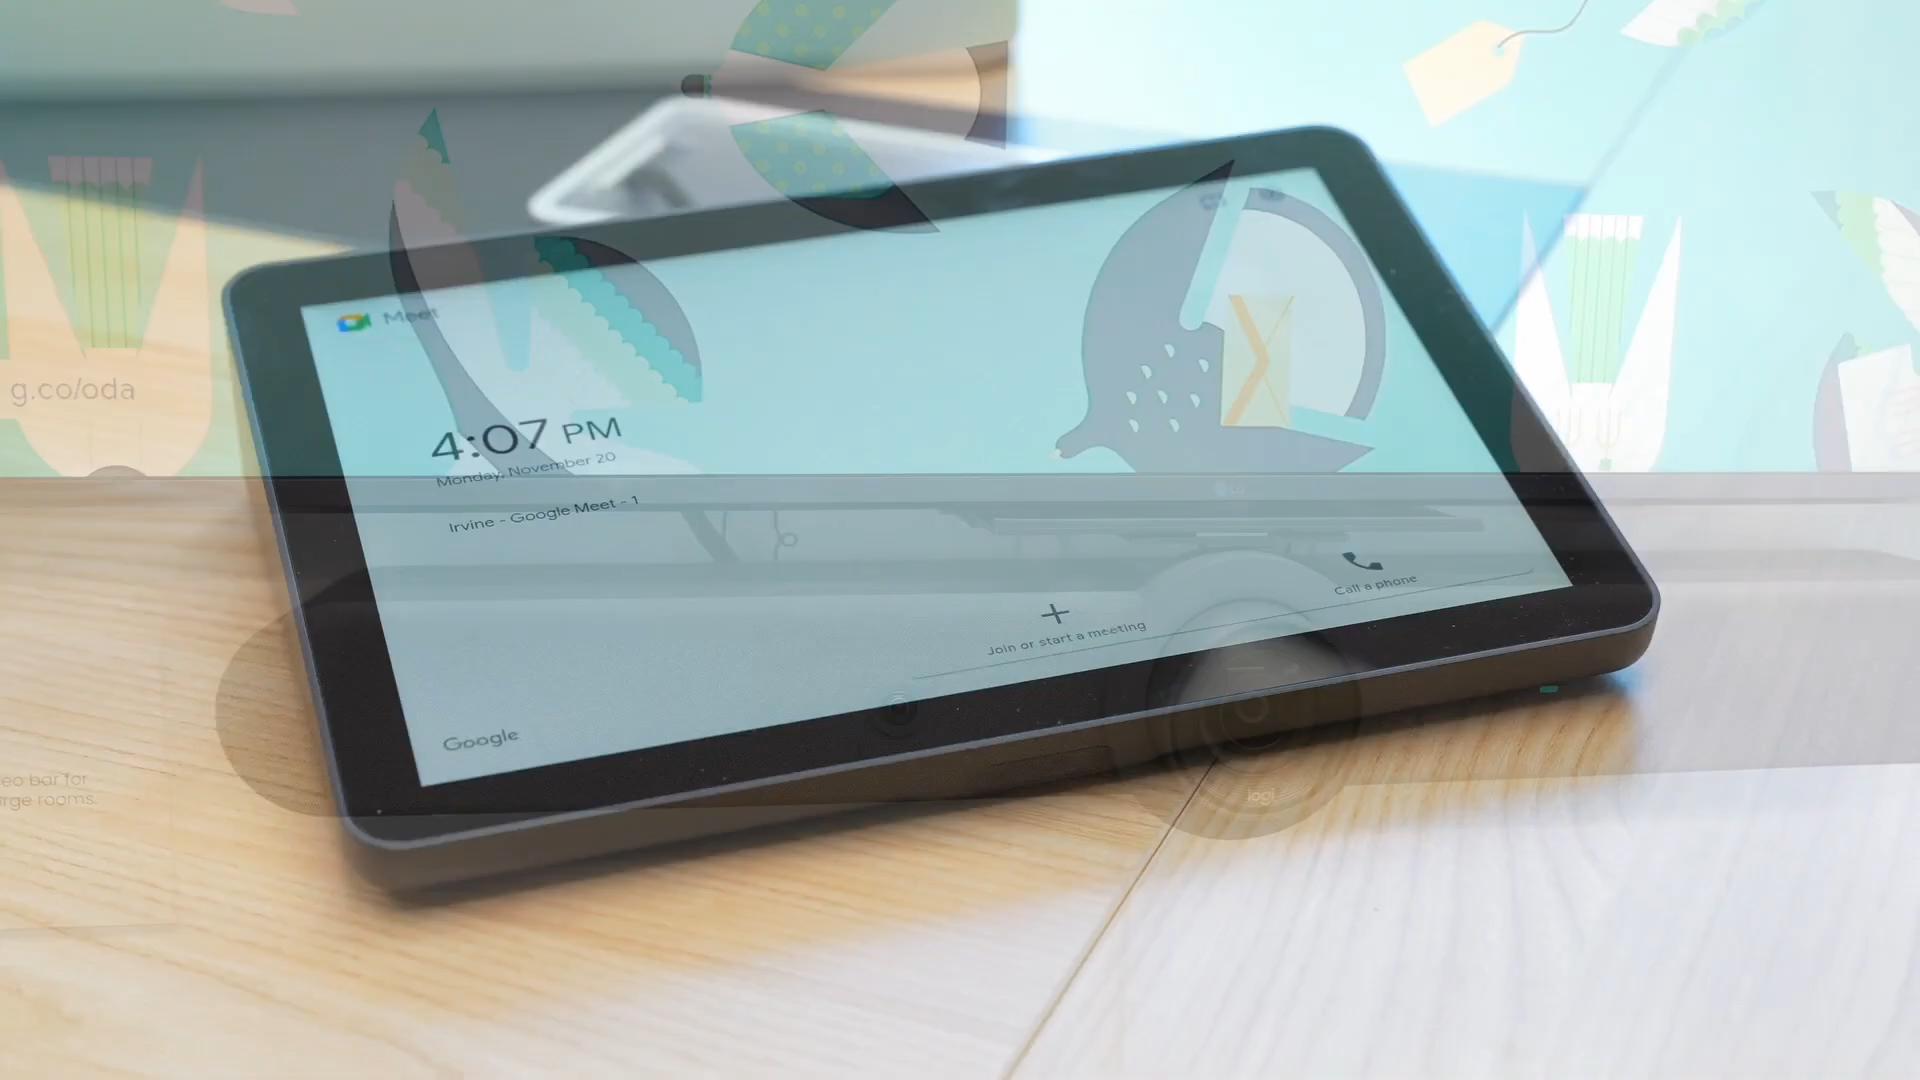 Meet
g.co/oda
4:07 PM
Monday, November 20
Irvine - Google Meet - 1
Call a phone
Join or start a meeting
Google
eo bar for
rge rooms.
logi